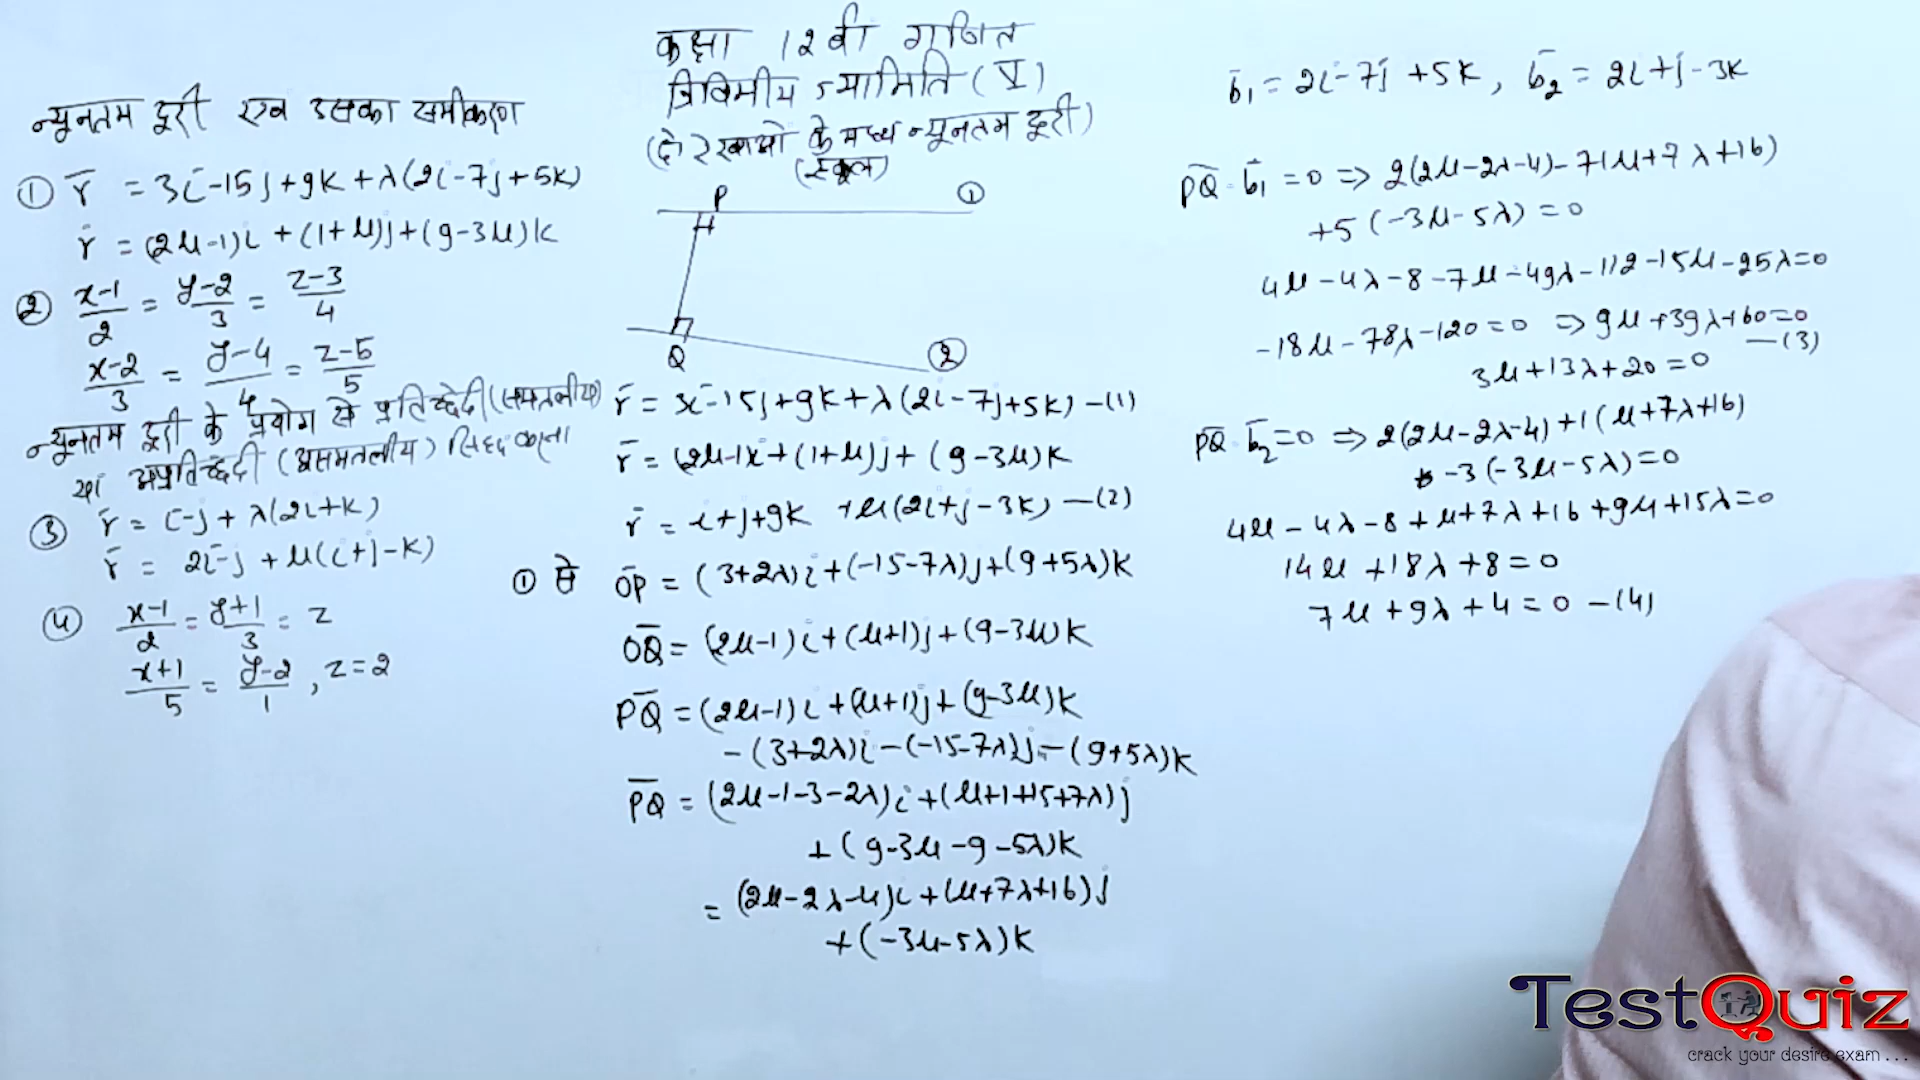 कक्षा 12वी गणित
त्रिविमीय ज्यामिति (V)
(दो रेखाओ के मध्य न्यूनतम दूरी)
(स्कूल)
न्यूनतम दूरी एवं उसका समीकरण
① r̄ = 3i-15j+9k+λ(2i-7j+5k)
r̄ = (2μ-1)i+(1+μ)j+(9-3μ)k
② (x-1)/2 = (y-2)/3 = (z-3)/4
(x-2)/3 = (y-4)/4 = (z-5)/5
न्यूनतम दूरी के प्रयोग से प्रतिच्छेदी (समतलीय)
या अप्रतिच्छेदी (असमतलीय) सिद्ध करना
③ r̄ = i-j+λ(2i+k)
r̄ = 2i-j+μ(i+j-k)
④ (x-1)/2 = (y+1)/3 = z
(x+1)/5 = (y-2)/1 , z=2
P ①
Q ②
r̄ = 3i-15j+9k+λ(2i-7j+5k) -(1)
r̄ = (2μ-1)i+(1+μ)j+(9-3μ)k
r̄ = -i+j+9k +μ(2i+j-3k) -(2)
① से OP̄ = (3+2λ)i+(-15-7λ)j+(9+5λ)k
OQ̄ = (2μ-1)i+(μ+1)j+(9-3μ)k
PQ̄ = (2μ-1)i+(μ+1)j+(9-3μ)k
-(3+2λ)i-(-15-7λ)j-(9+5λ)k
PQ̄ = (2μ-1-3-2λ)i+(μ+1+15+7λ)j
+(9-3μ-9-5λ)k
= (2μ-2λ-4)i+(μ+7λ+16)j
+(-3μ-5λ)k
b̄₁ = 2i-7j+5k, b̄₂ = 2i+j-3k
PQ̄·b̄₁ = 0 ⇒ 2(2μ-2λ-4)-7(μ+7λ+16)
+5(-3μ-5λ)=0
4μ-4λ-8-7μ-49λ-112-15μ-25λ=0
-18μ-78λ-120=0 ⇒ 9μ+39λ+60=0
3μ+13λ+20=0 -(3)
PQ̄·b̄₂=0 ⇒ 2(2μ-2λ-4)+1(μ+7λ+16)
-3(-3μ-5λ)=0
4μ-4λ-8+μ+7λ+16+9μ+15λ=0
14μ+18λ+8=0
7μ+9λ+4=0 -(4)
TestQuiz
crack your desire exam . . .